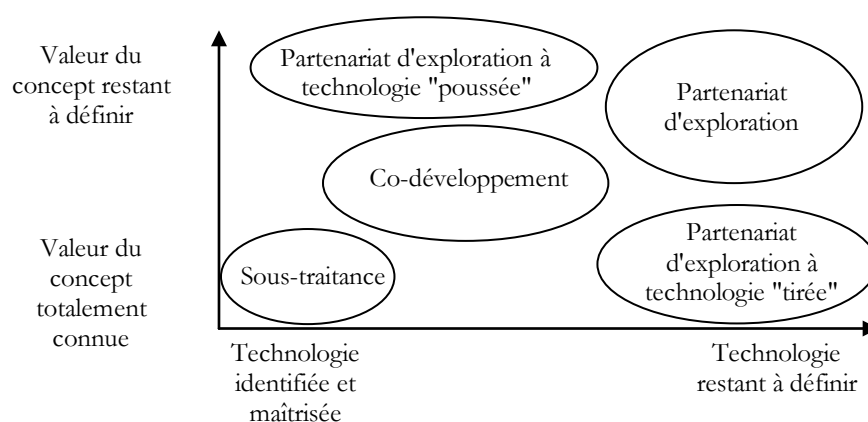 Valeur du
concept restant
à définir
Partenariat d'exploration à
technologie "poussée"
Partenariat
d'exploration
Co-développement
Valeur du
concept
totalement
connue
Sous-traitance
Partenariat
d'exploration à
technologie "tirée"
Technologie
identifiée et
maîtrisée
Technologie
restant à définir